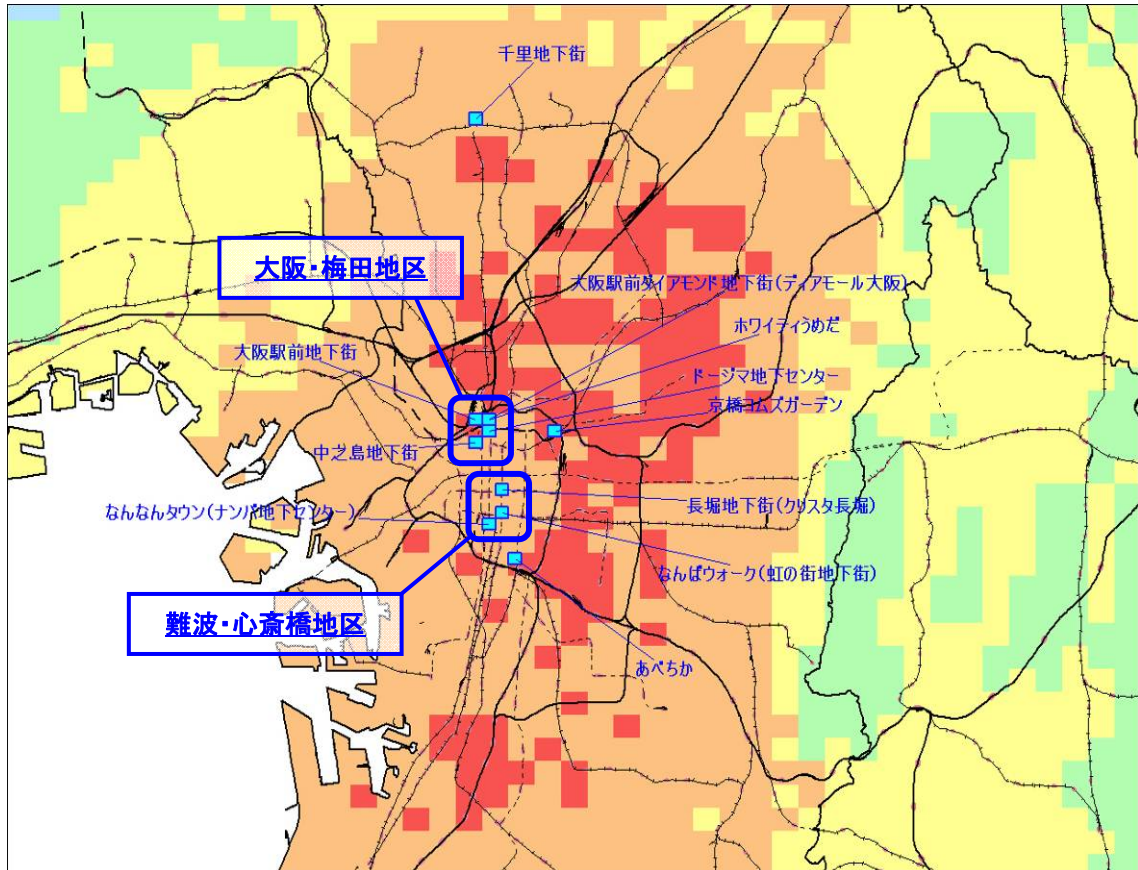 千里地下街
大阪・梅田地区
大阪駅前ダイアモンド地下街(ディアモール大阪)
ホワイティうめだ
大阪駅前地下街
ドージマ地下センター
京橋コムズガーデン
中之島地下街
長堀地下街(クリスタ長堀)
なんなんタウン(ナンバ地下センター)
なんばウォーク(虹の街地下街)
難波・心斎橋地区
あべちか